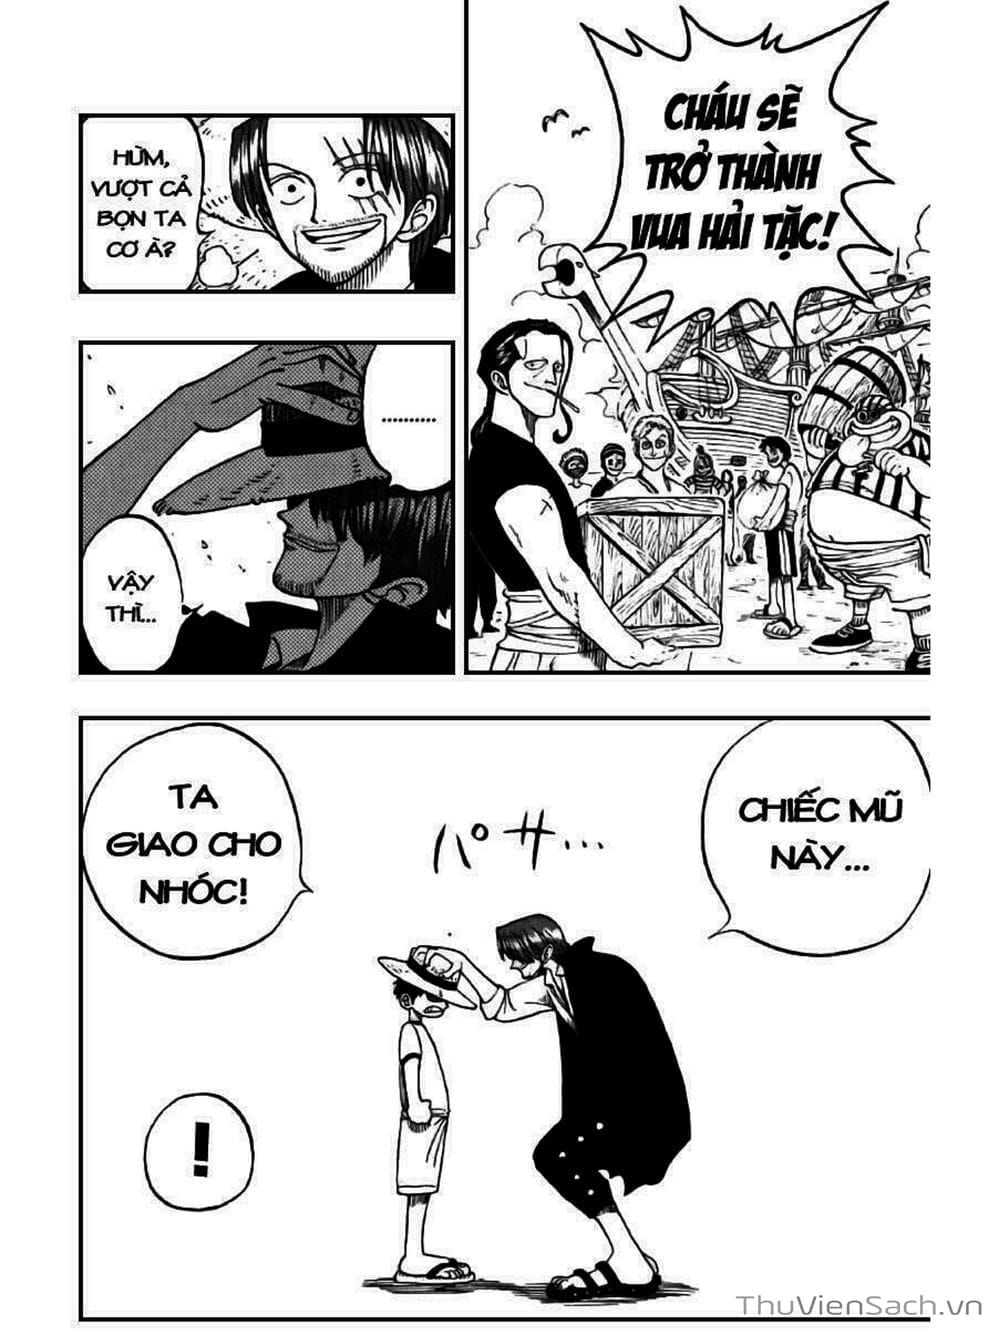 CHÁU SẼ
TRỞ THÀNH
VUA HẢI TẶC!
HỪM,
VƯỢT CẢ
BỌN TA
CƠ À?
...........
VẬY
THÌ...
CHIẾC MŨ
NÀY...
パサ...
TA
GIAO CHO
NHÓC!
!
ThuVienSach.vn